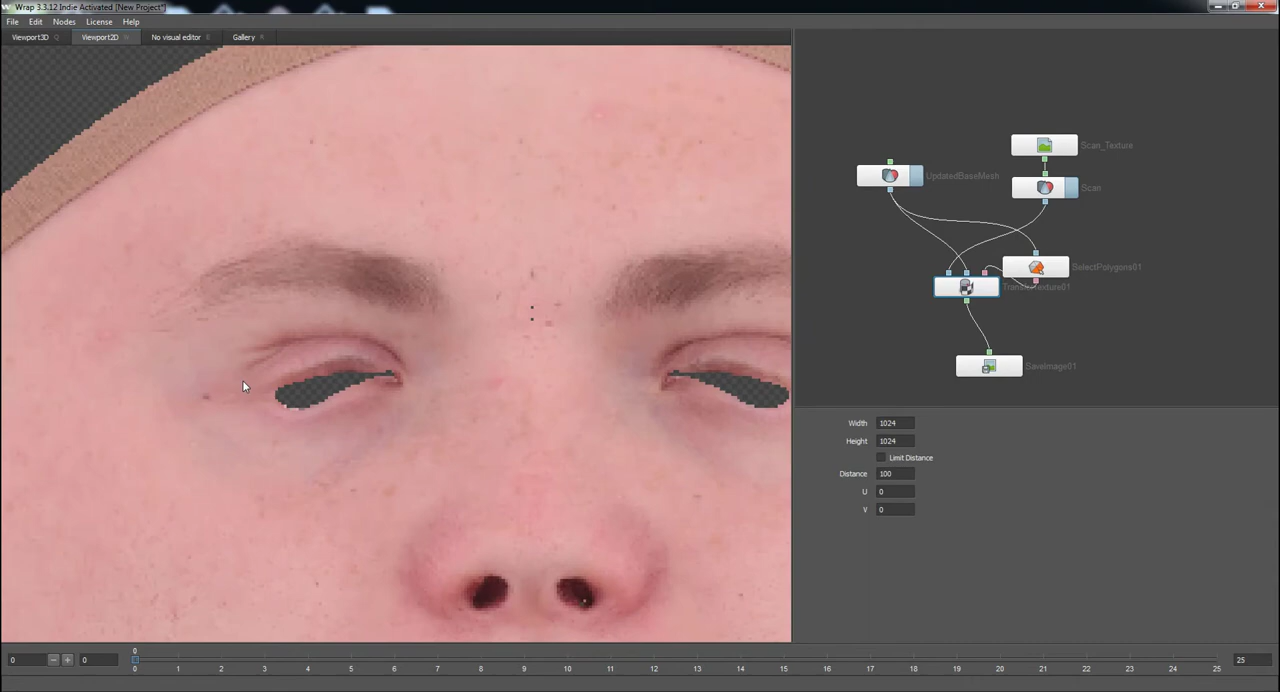 Wrap 3.3.12 Indie Activated [New Project*]
File Edit Nodes License Help
Viewport3D Q Viewport2D W No visual editor E Gallery R
Scan_Texture
UpdatedBaseMesh
Scan
SelectPolygons01
TransferTexture01
SaveImage01
Width 1024
Height 1024
Limit Distance
Distance 100
U 0
V 0
0
0 − + 0 25
0 1 2 3 4 5 6 7 8 9 10 11 12 13 14 15 16 17 18 19 20 21 22 23 24 25